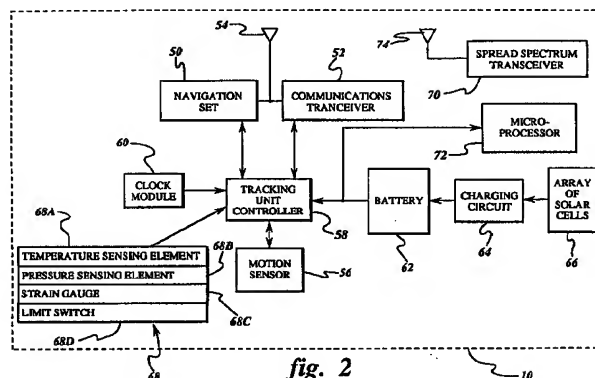 54
74
50
52
SPREAD SPECTRUM
TRANSCEIVER
NAVIGATION
SET
COMMUNICATIONS
TRANCEIVER
70
MICRO-
PROCESSOR
60
72
CLOCK
MODULE
TRACKING
UNIT
CONTROLLER
BATTERY
CHARGING
CIRCUIT
ARRAY
OF
SOLAR
CELLS
68A
58
62
64
66
TEMPERATURE SENSING ELEMENT
68B
PRESSURE SENSING ELEMENT
STRAIN GAUGE
LIMIT SWITCH
MOTION
SENSOR
56
68C
68D
68
fig. 2
10